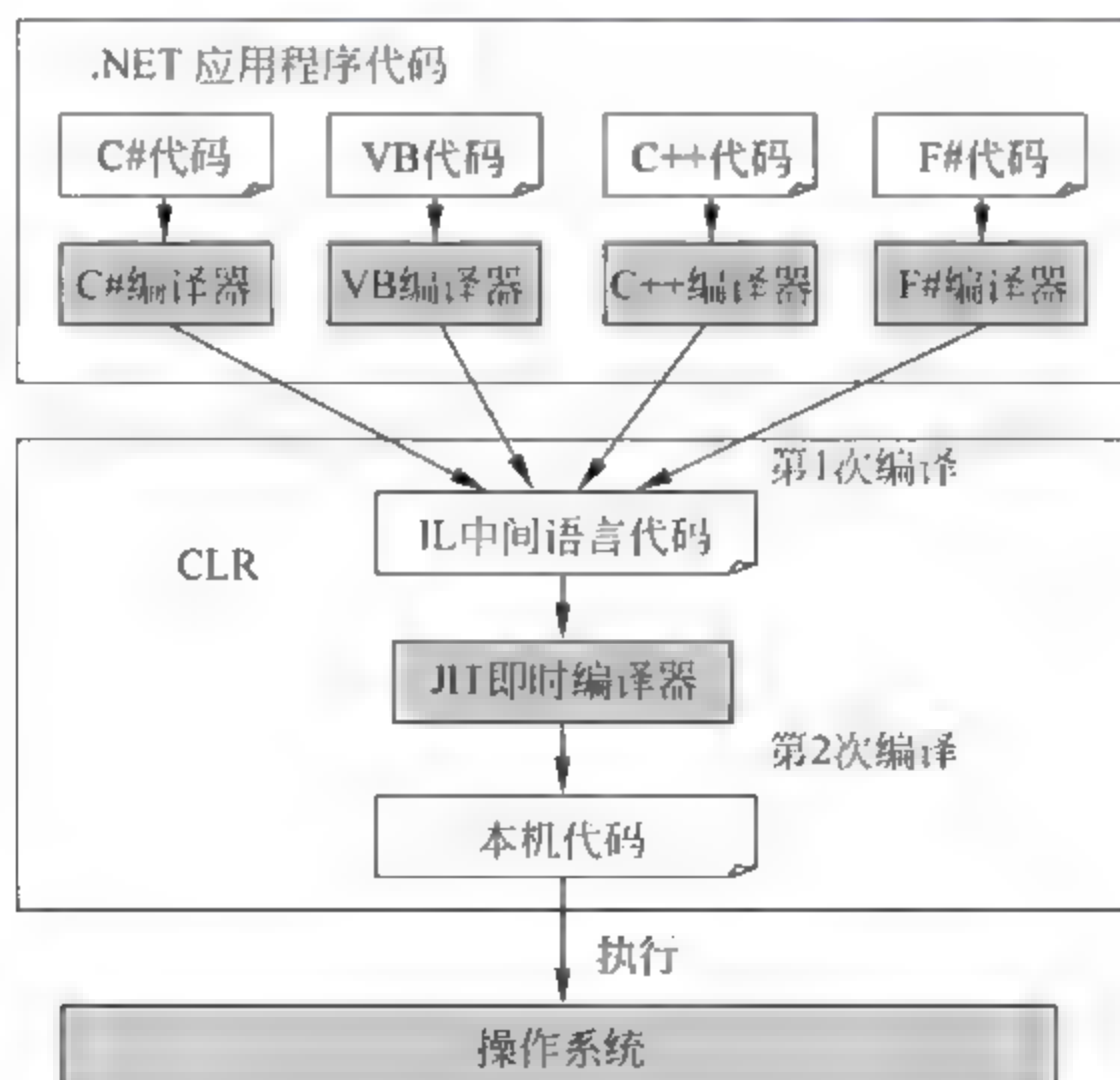 .NET 应用程序代码
C#代码
VB代码
C++代码
F#代码
C#编译器
VB编译器
C++编译器
F#编译器
第1次编译
IL中间语言代码
CLR
JIT即时编译器
第2次编译
本机代码
执行
操作系统